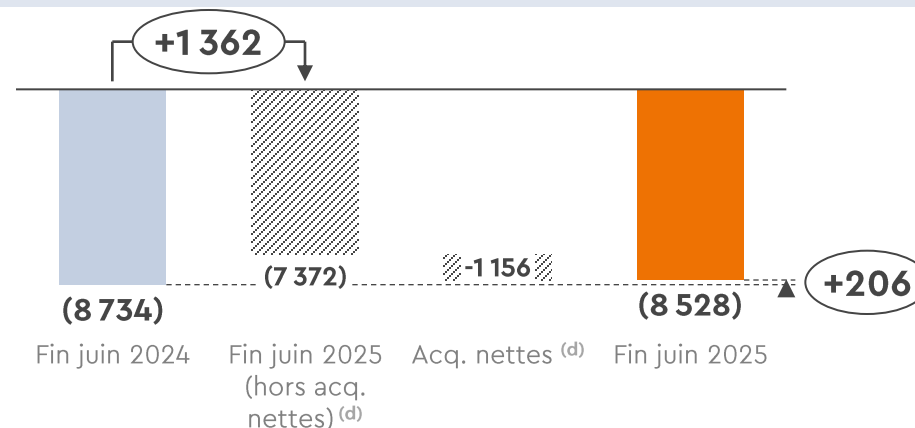 +1 362
(7 372)
-1 156
+206
(8 734)
(8 528)
Fin juin 2024
Fin juin 2025
(hors acq.
nettes) (d)
Acq. nettes (d)
Fin juin 2025